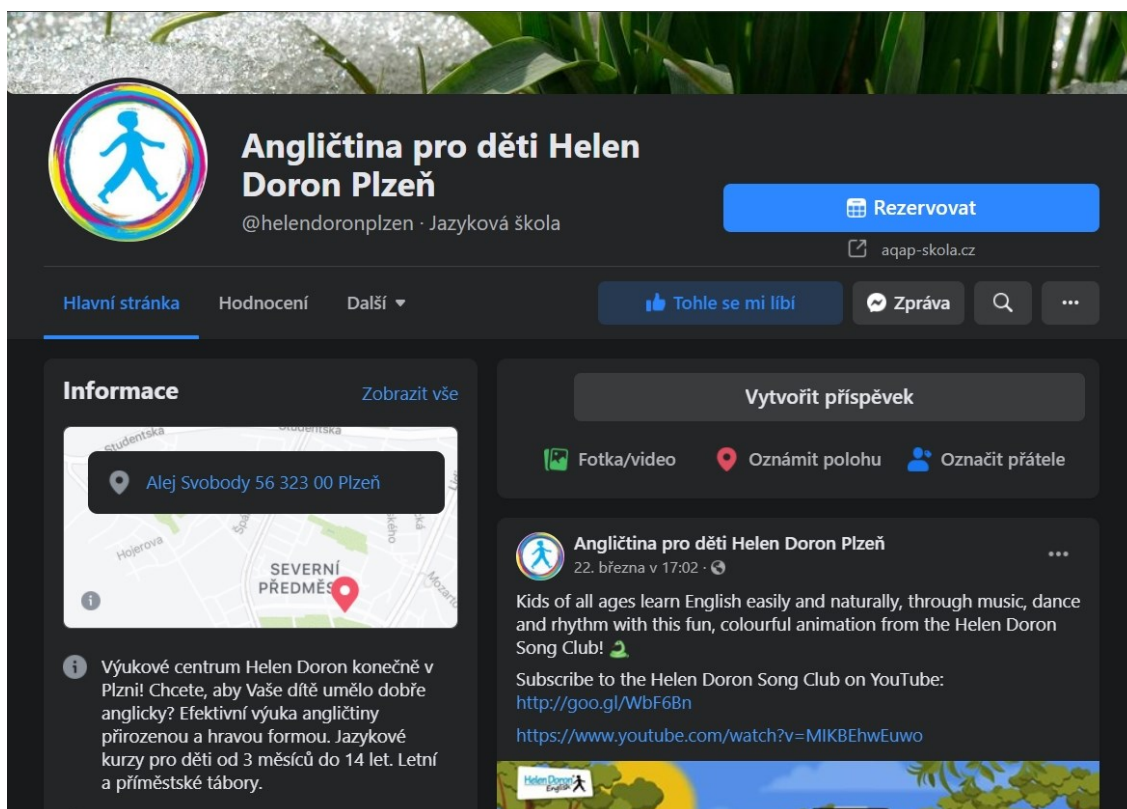 Angličtina pro děti Helen
Doron Plzeň
@helendoronplzen · Jazyková škola
Rezervovat
aqap-skola.cz
Hlavní stránka
Hodnocení
Další
Tohle se mi líbí
Zpráva
Informace
Zobrazit vše
Studentská
Studentská
Alej Svobody 56 323 00 Plzeň
Hojerova
SEVERNÍ
PŘEDMĚS
Výukové centrum Helen Doron konečně v
Plzni! Chcete, aby Vaše dítě umělo dobře
anglicky? Efektivní výuka angličtiny
přirozenou a hravou formou. Jazykové
kurzy pro děti od 3 měsíců do 14 let. Letní
a příměstské tábory.
Vytvořit příspěvek
Fotka/video
Oznámit polohu
Označit přátele
Angličtina pro děti Helen Doron Plzeň
22. března v 17:02 ·
Kids of all ages learn English easily and naturally, through music, dance
and rhythm with this fun, colourful animation from the Helen Doron
Song Club!
Subscribe to the Helen Doron Song Club on YouTube:
http://goo.gl/WbF6Bn
https://www.youtube.com/watch?v=MIKBEhwEuwo
Helen Doron
English